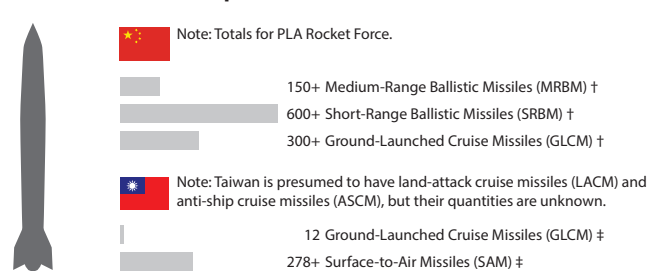 Note: Totals for PLA Rocket Force.
150+ Medium-Range Ballistic Missiles (MRBM) †
600+ Short-Range Ballistic Missiles (SRBM) †
300+ Ground-Launched Cruise Missiles (GLCM) †
Note: Taiwan is presumed to have land-attack cruise missiles (LACM) and
anti-ship cruise missiles (ASCM), but their quantities are unknown.
12 Ground-Launched Cruise Missiles (GLCM) ‡
278+ Surface-to-Air Missiles (SAM) ‡